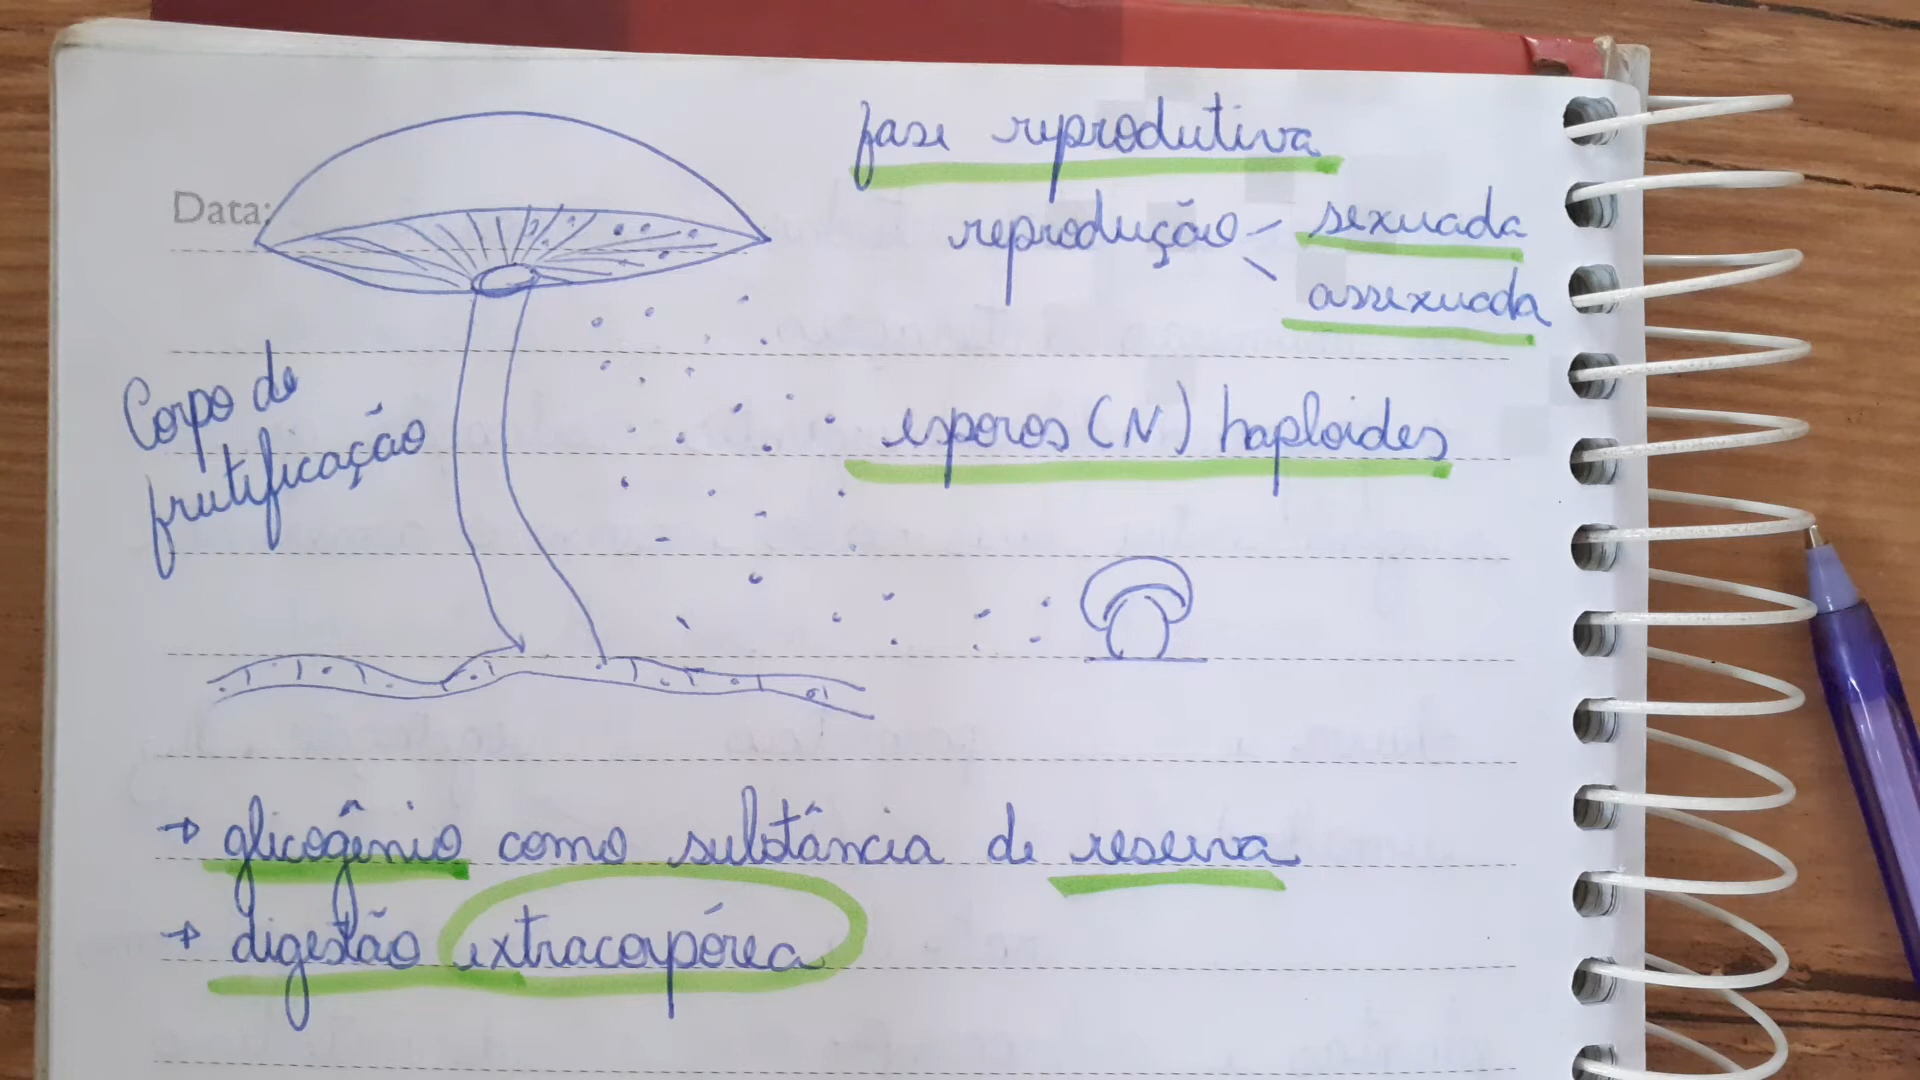 Data:
fase reprodutiva
reprodução
sexuada
assexuada
Corpo de
frutificação
esporos (N) haploides
→ glicogênio como substância de reserva
→ digestão extracorpórea